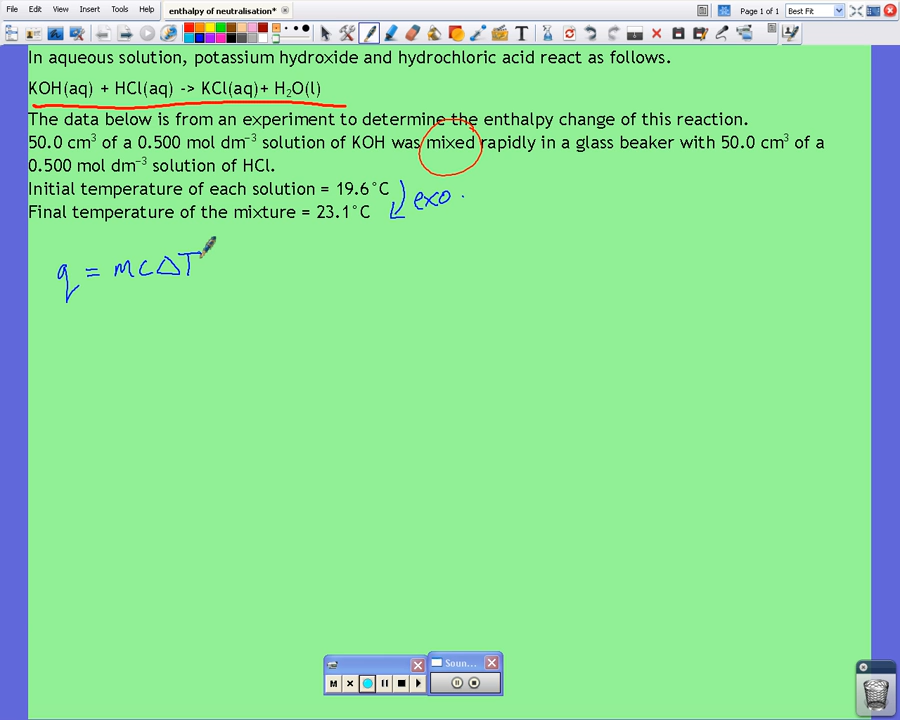 File Edit View Insert Tools Help enthalpy of neutralisation* Page 1 of 1 Best Fit
In aqueous solution, potassium hydroxide and hydrochloric acid react as follows.
KOH(aq) + HCl(aq) -> KCl(aq)+ H₂O(l)
The data below is from an experiment to determine the enthalpy change of this reaction.
50.0 cm³ of a 0.500 mol dm⁻³ solution of KOH was mixed rapidly in a glass beaker with 50.0 cm³ of a
0.500 mol dm⁻³ solution of HCl.
Initial temperature of each solution = 19.6°C
exo.
Final temperature of the mixture = 23.1°C
q = mcΔT
Soun...
M